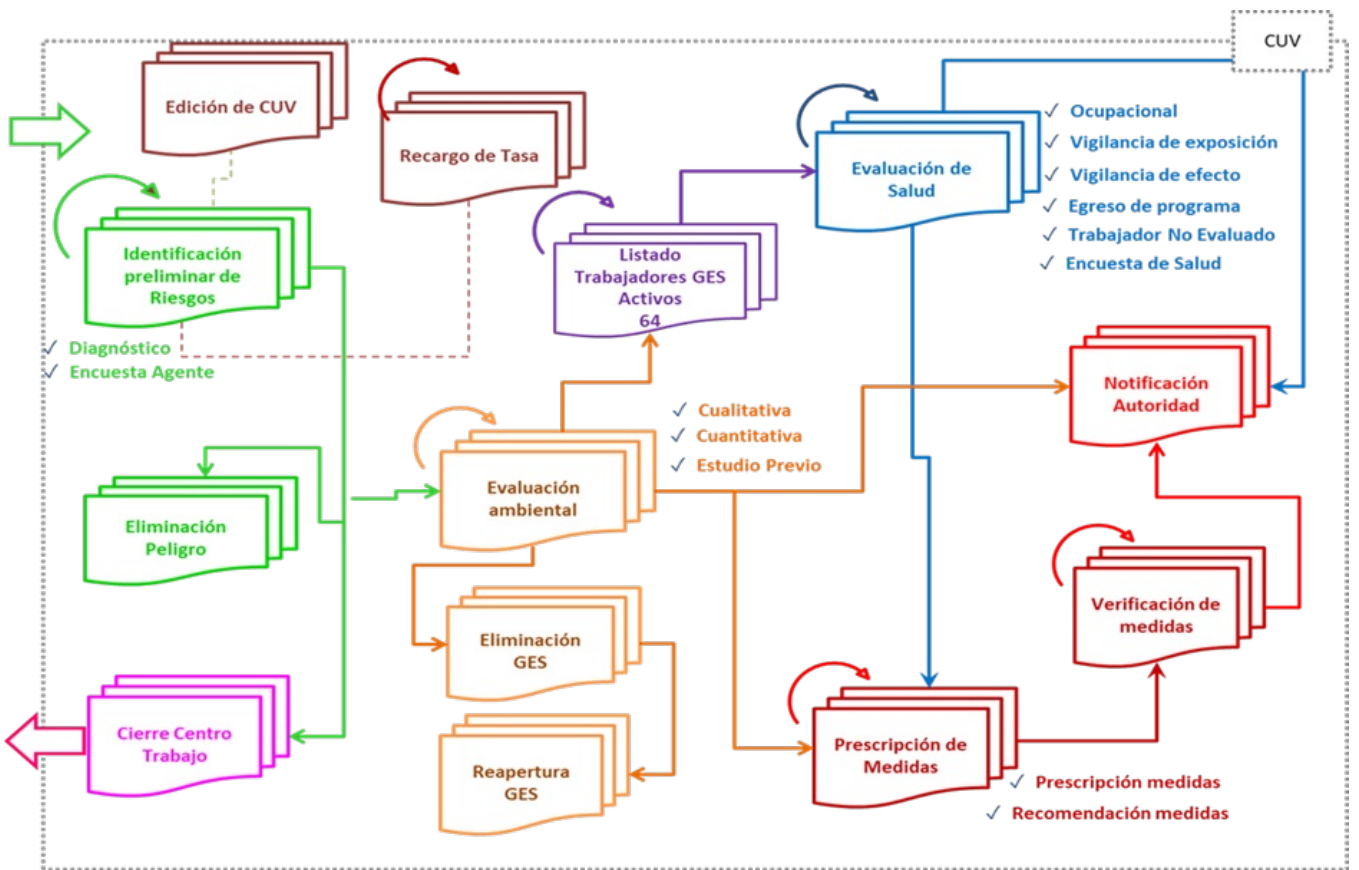 CUV
Edición de CUV
Recargo de Tasa
Evaluación de
Salud
✓ Ocupacional
✓ Vigilancia de exposición
✓ Vigilancia de efecto
✓ Egreso de programa
✓ Trabajador No Evaluado
✓ Encuesta de Salud
Identificación
preliminar de
Riesgos
✓ Diagnóstico
✓ Encuesta Agente
Listado
Trabajadores GES
Activos
64
Notificación
Autoridad
✓ Cualitativa
✓ Cuantitativa
✓ Estudio Previo
Evaluación
ambiental
Eliminación
Peligro
Eliminación
GES
Verificación de
medidas
Cierre Centro
Trabajo
Reapertura
GES
Prescripción de
Medidas
✓ Prescripción medidas
✓ Recomendación medidas